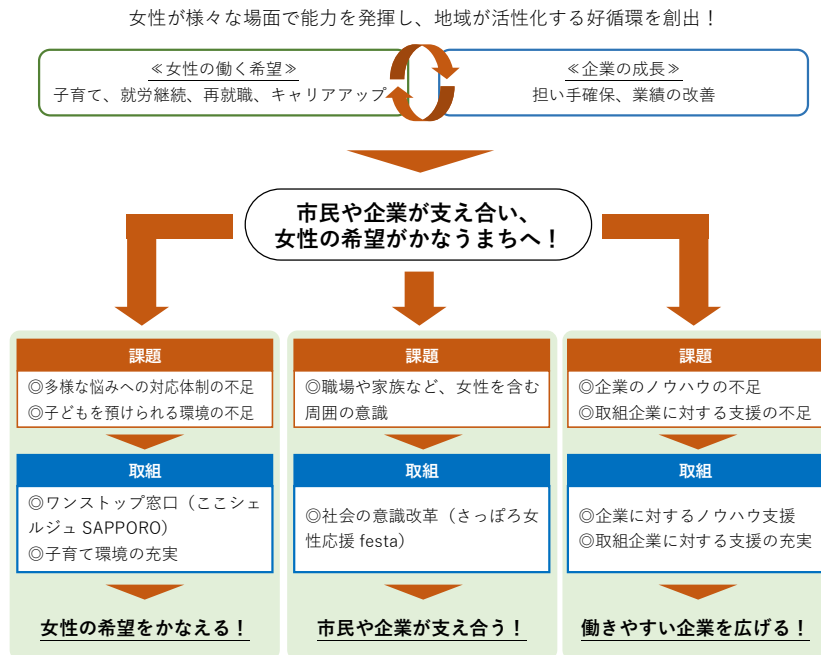 女性が様々な場面で能力を発揮し、地域が活性化する好循環を創出！
≪女性の働く希望≫
子育て、就労継続、再就職、キャリアアップ
≪企業の成長≫
担い手確保、業績の改善
市民や企業が支え合い、
女性の希望がかなうまちへ！
課題
◎多様な悩みへの対応体制の不足
◎子どもを預けられる環境の不足
取組
◎ワンストップ窓口（ここシェ
ルジュ SAPPORO）
◎子育て環境の充実
女性の希望をかなえる！
課題
◎職場や家族など、女性を含む
周囲の意識
取組
◎社会の意識改革（さっぽろ女
性応援 festa）
市民や企業が支え合う！
課題
◎企業のノウハウの不足
◎取組企業に対する支援の不足
取組
◎企業に対するノウハウ支援
◎取組企業に対する支援の充実
働きやすい企業を広げる！